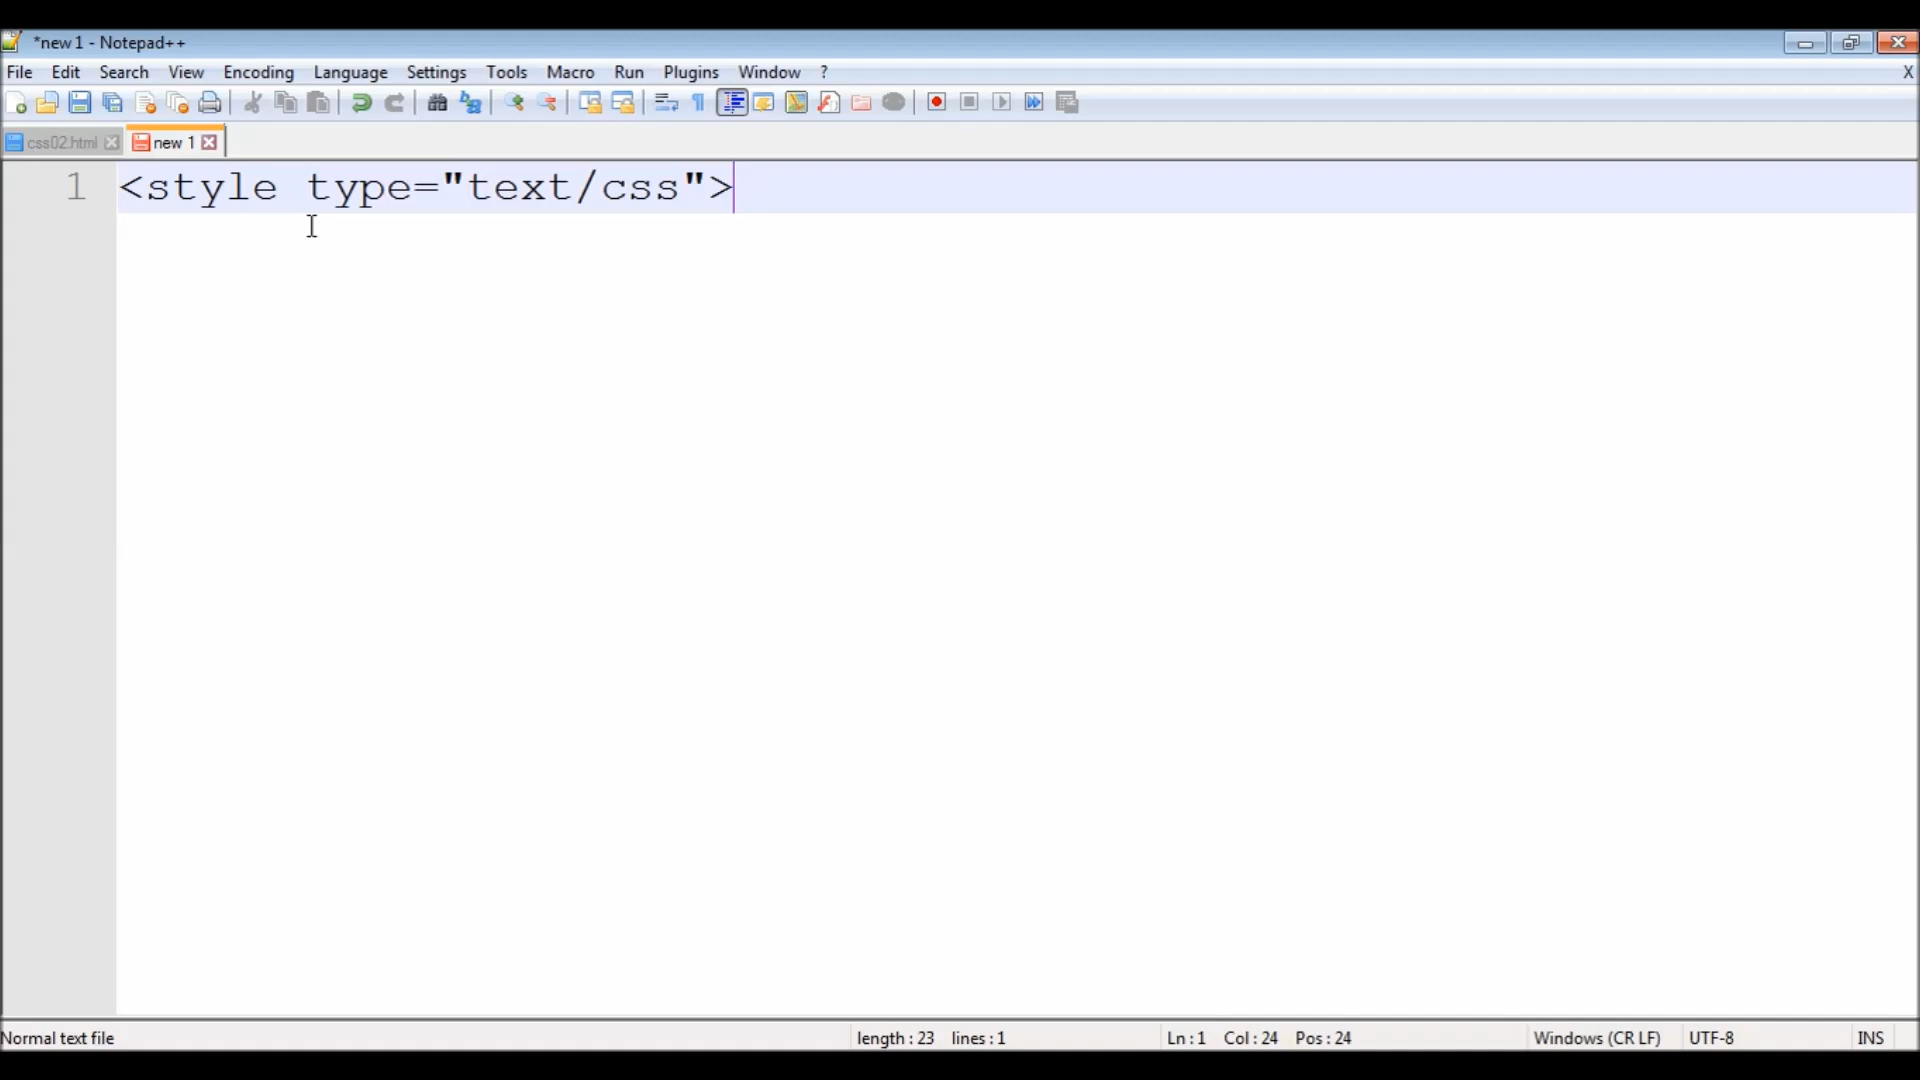 *new 1 - Notepad++
File Edit Search View Encoding Language Settings Tools Macro Run Plugins Window ? X
css02.html new 1
1 <style type="text/css">
Normal text file length : 23 lines : 1 Ln : 1 Col : 24 Pos : 24 Windows (CR LF) UTF-8 INS